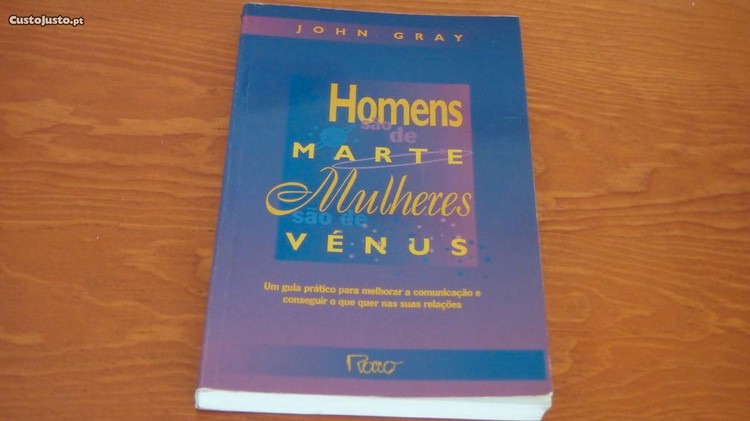 CustoJusto.pt
JOHN GRAY
Homens
são
de
MARTE
Mulheres
são de
VÉNUS
Um guia prático para melhorar a comunicação e
conseguir o que quer nas suas relações
Rocco